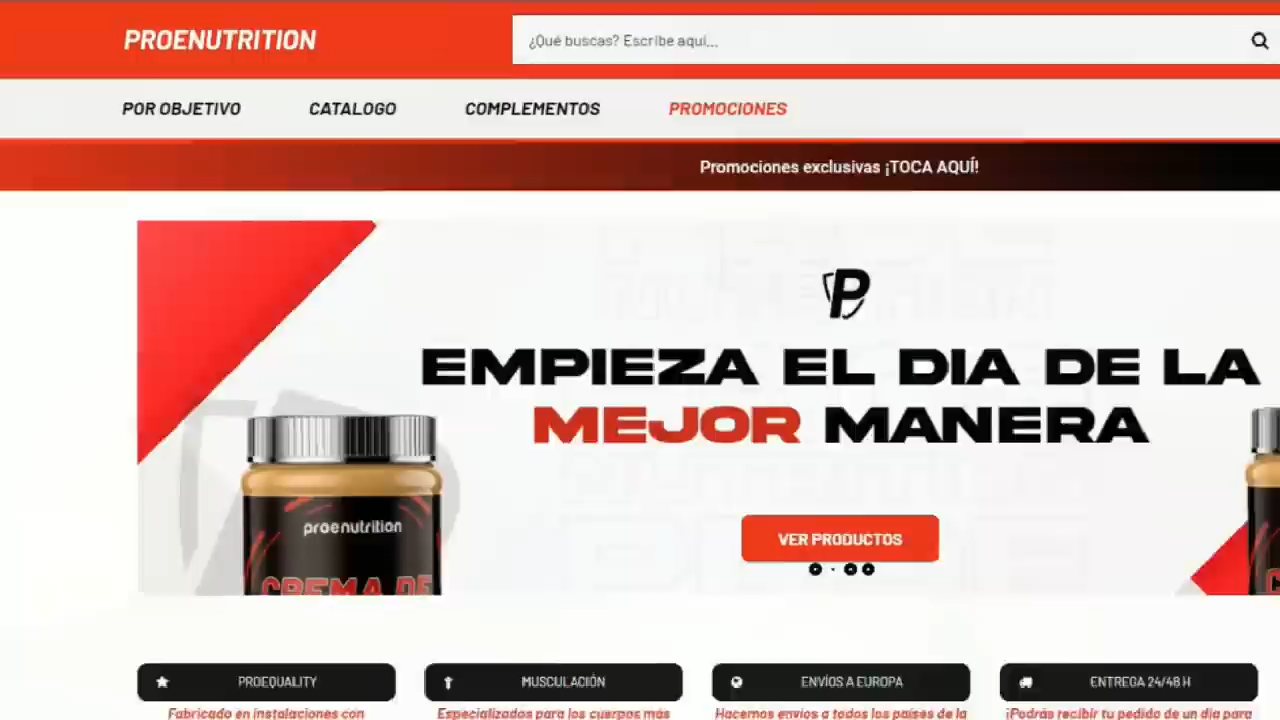 PROENUTRITION
¿Qué buscas? Escribe aquí...
POR OBJETIVO CATALOGO COMPLEMENTOS PROMOCIONES
Promociones exclusivas ¡TOCA AQUÍ!
P
EMPIEZA EL DIA DE LA
MEJOR MANERA
proenutrition
CREMA DE
VER PRODUCTOS
PROEQUALITY
MUSCULACIÓN
ENVÍOS A EUROPA
ENTREGA 24/48 H
Fabricado en instalaciones con
Especializados para los cuerpos más
Hacemos envíos a todos los países de la
¡Podrás recibir tu pedido de un día para